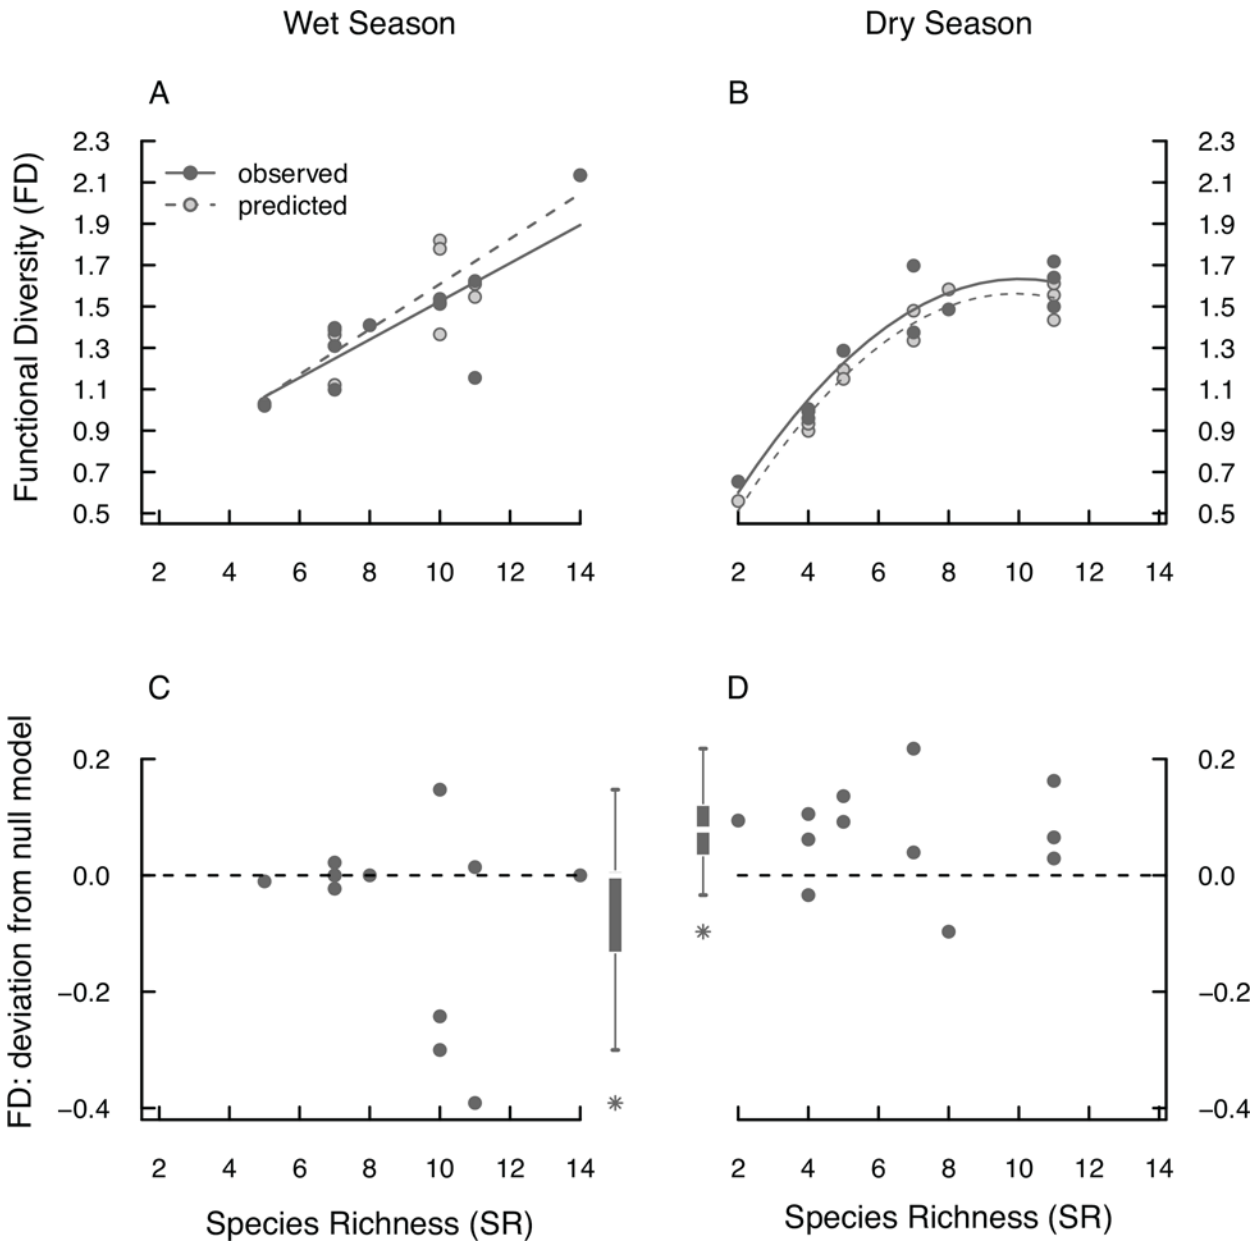 Wet Season
Dry Season
A
B
Functional Diversity (FD)
2.3
2.1
1.9
1.7
1.5
1.3
1.1
0.9
0.7
0.5
observed
predicted
2 4 6 8 10 12 14
2.3
2.1
1.9
1.7
1.5
1.3
1.1
0.9
0.7
0.5
2 4 6 8 10 12 14
C
D
FD: deviation from null model
0.2
0.0
−0.2
−0.4
2 4 6 8 10 12 14
Species Richness (SR)
0.2
0.0
−0.2
−0.4
2 4 6 8 10 12 14
Species Richness (SR)